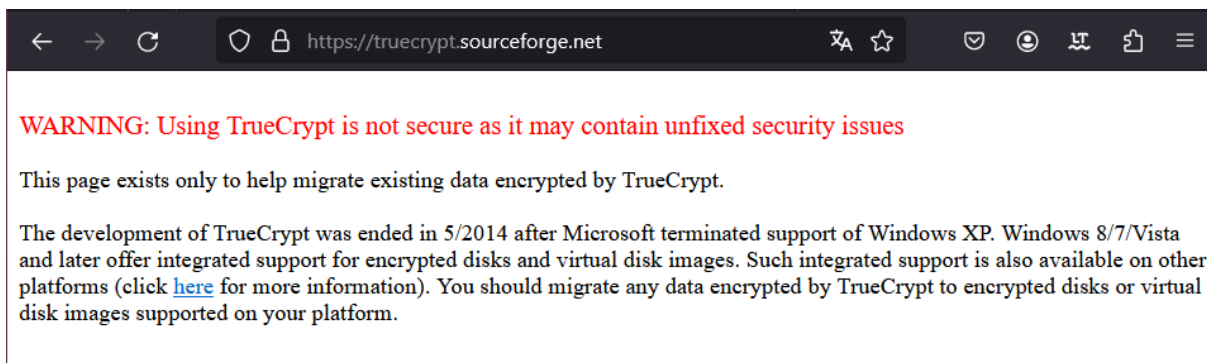 https://truecrypt.sourceforge.net
WARNING: Using TrueCrypt is not secure as it may contain unfixed security issues
This page exists only to help migrate existing data encrypted by TrueCrypt.
The development of TrueCrypt was ended in 5/2014 after Microsoft terminated support of Windows XP. Windows 8/7/Vista
and later offer integrated support for encrypted disks and virtual disk images. Such integrated support is also available on other
platforms (click here for more information). You should migrate any data encrypted by TrueCrypt to encrypted disks or virtual
disk images supported on your platform.